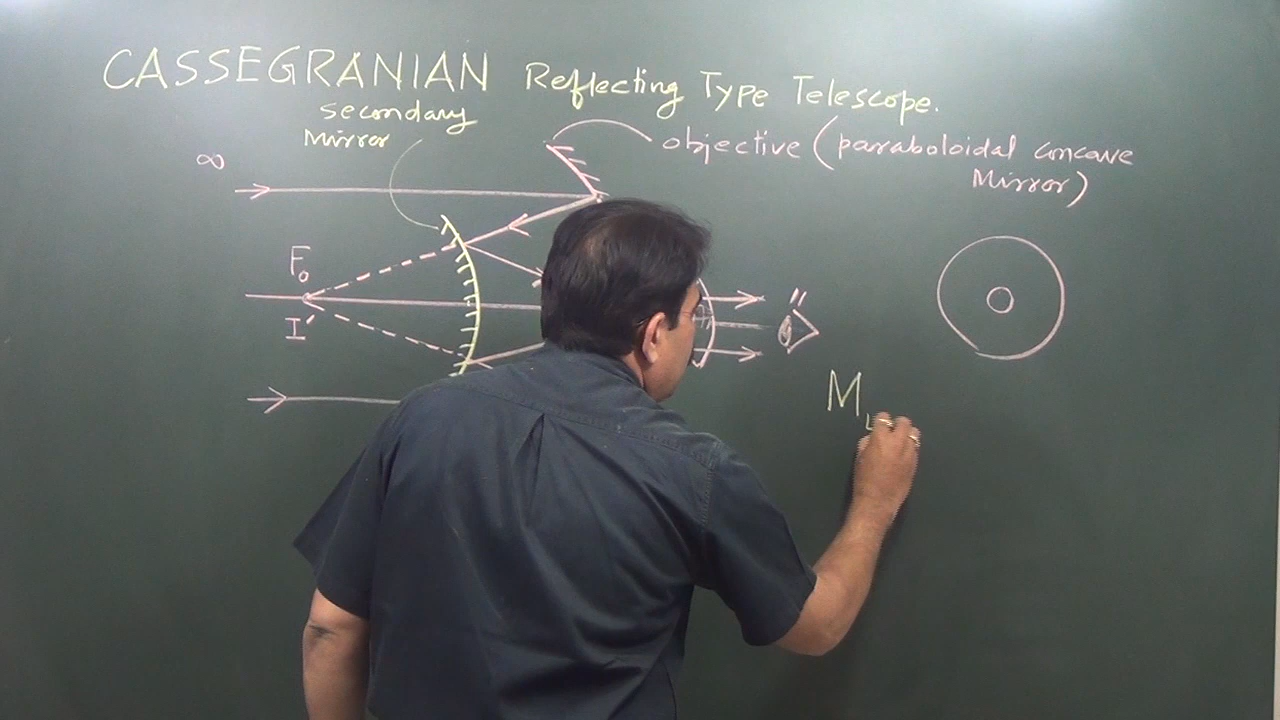 CASSEGRANIAN Reflecting Type Telescope.
secondary
Mirror
objective (paraboloidal concave
Mirror)
∞
F₀
I'
M